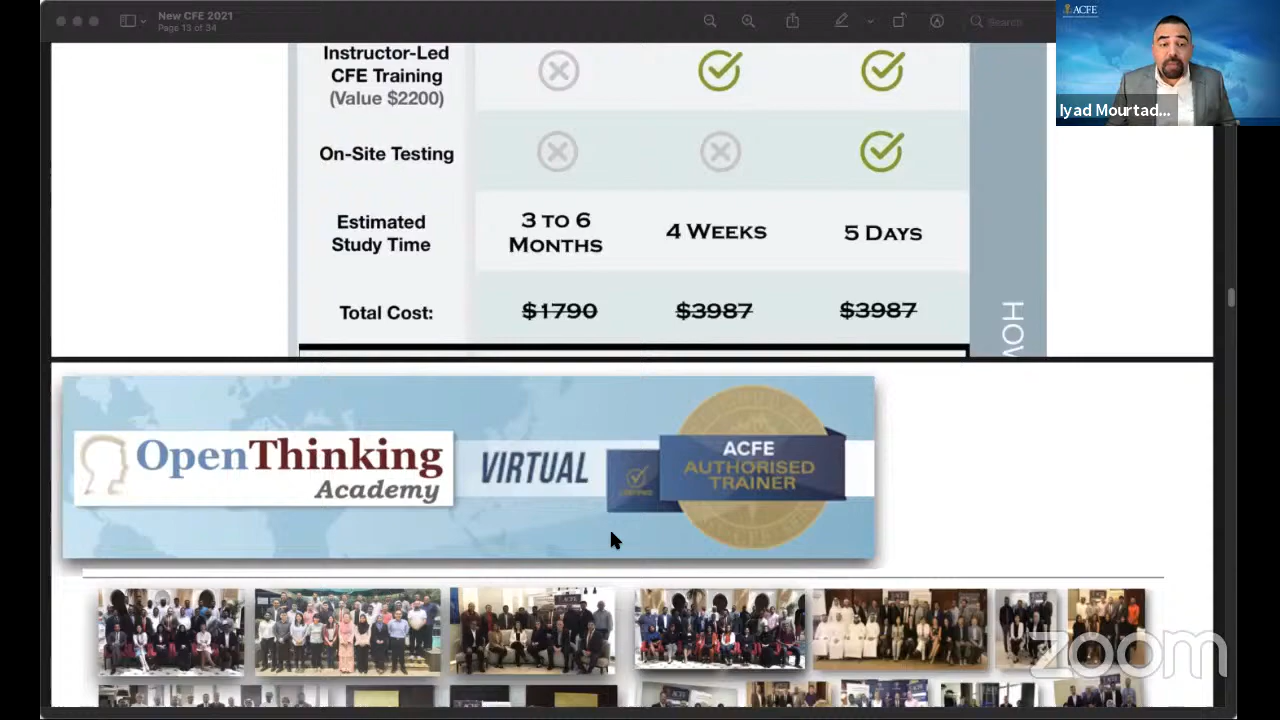 New CFE 2021
Page 13 of 34
Search
ACFE
Iyad Mourtad...
Instructor-Led
CFE Training
(Value $2200)
On-Site Testing
Estimated
Study Time
3 TO 6
MONTHS
4 WEEKS
5 DAYS
Total Cost:
$1790
$3987
$3987
HOW
OpenThinking
Academy
VIRTUAL
ACFE
AUTHORISED
TRAINER
zoom